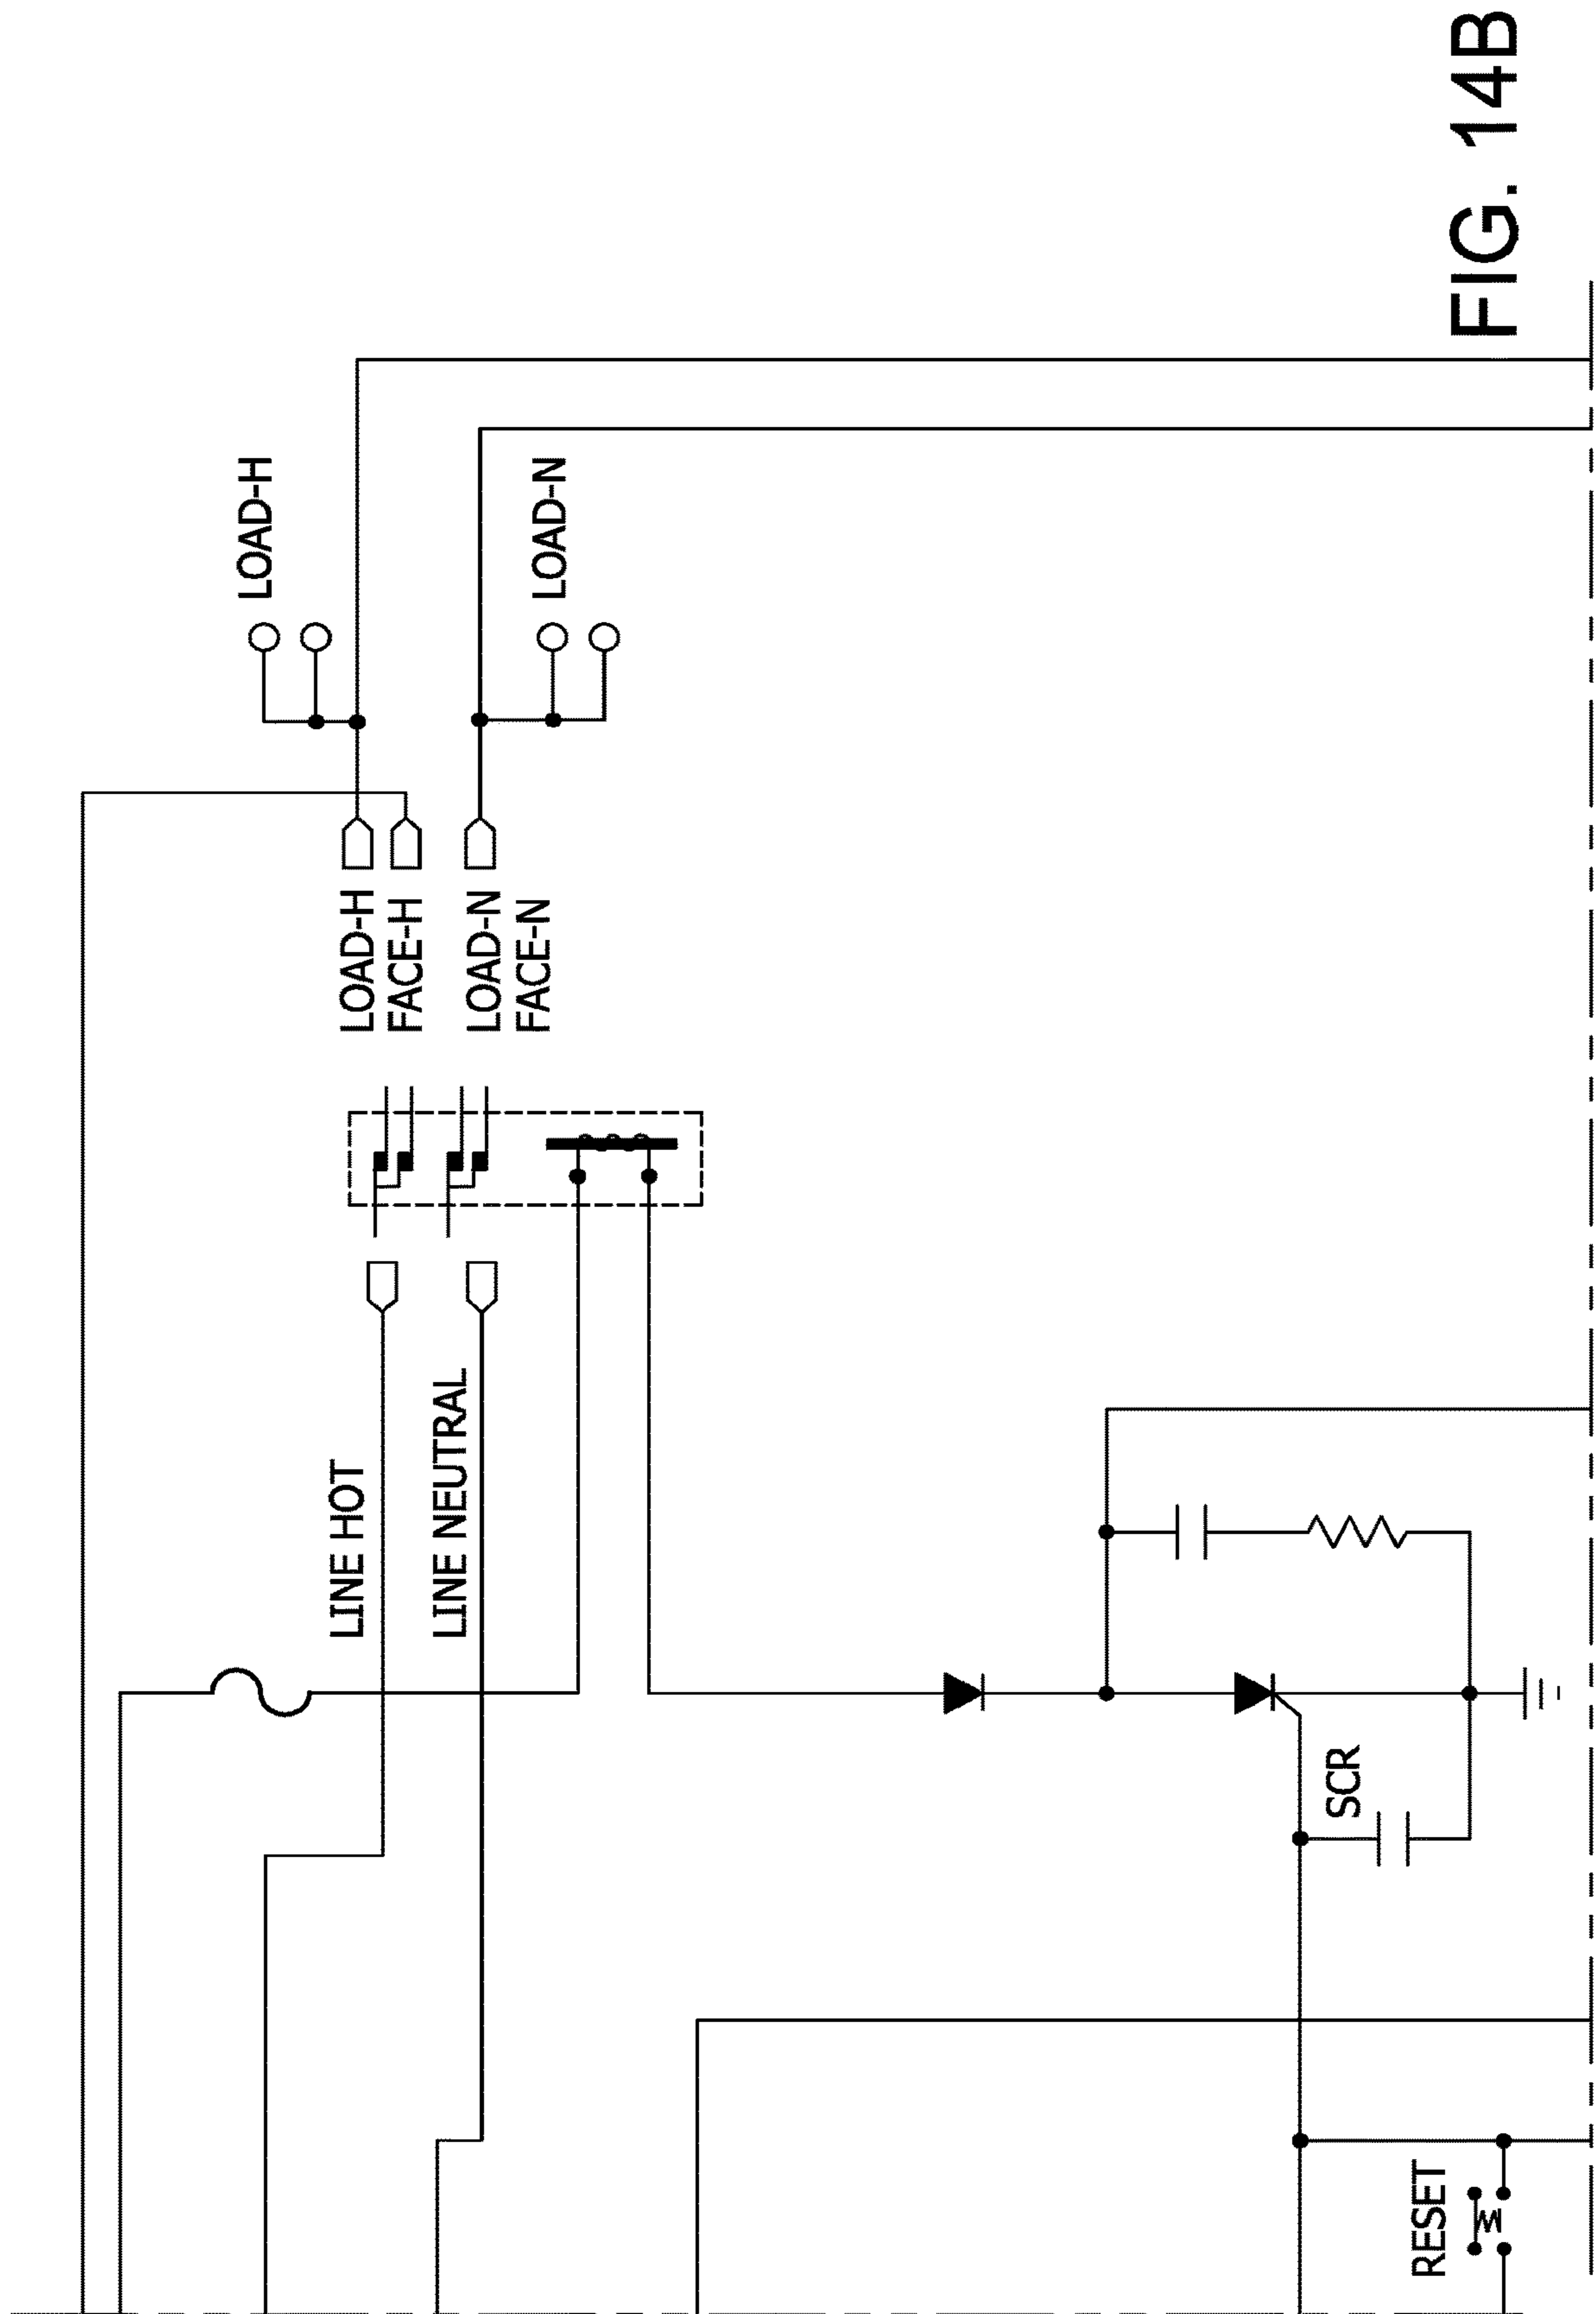 LOAD-H
LOAD-N
LOAD-H
FACE-H
LOAD-N
FACE-N
LINE HOT
LINE NEUTRAL
SCR
RESET
FIG. 14B